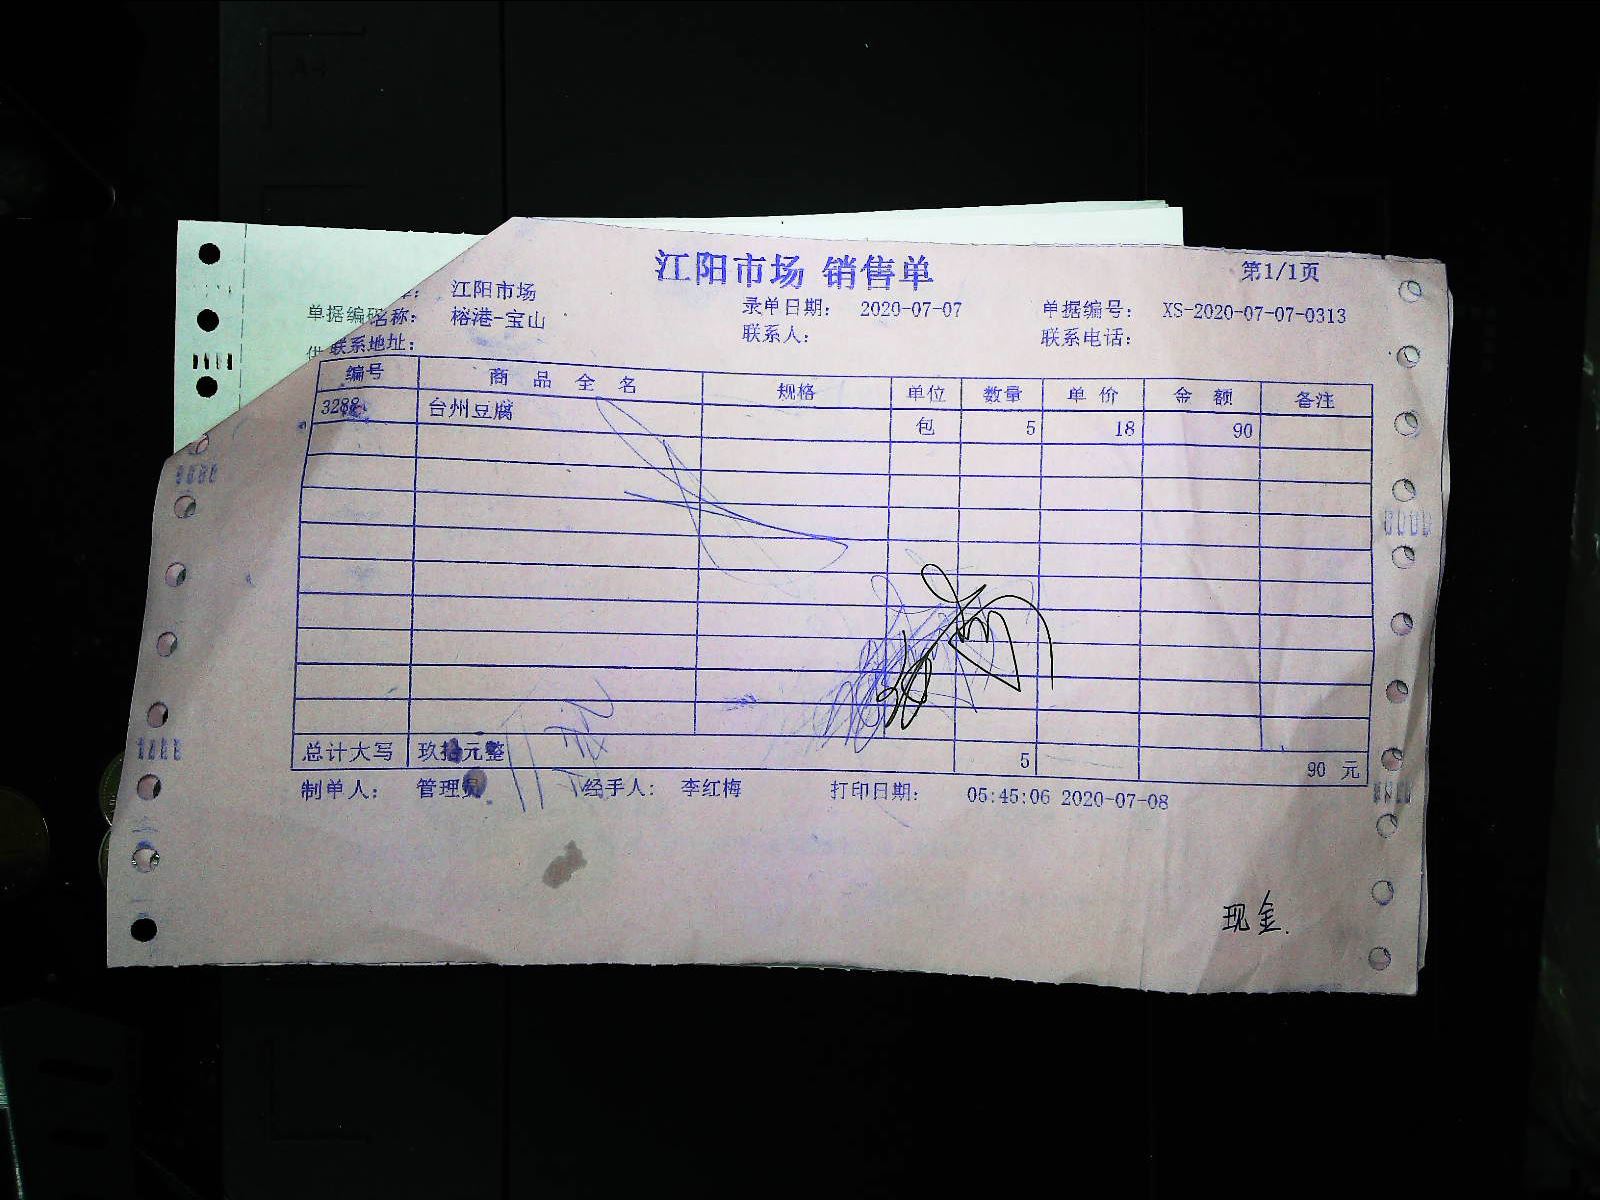 江阳市场 销售单
第1/1页
江阳市场
单据编
名称: 榕港-宝山
录单日期: 2020-07-07
单据编号: XS-2020-07-07-0313
供
联系地址:
联系人:
联系电话:
编号 商品全名 规格 单位 数量 单价 金额 备注
3288 台州豆腐 包 5 18 90
总计大写 玖拾元整 5 90 元
制单人: 管理员 经手人: 李红梅 打印日期: 05:45:06 2020-07-08
现金.